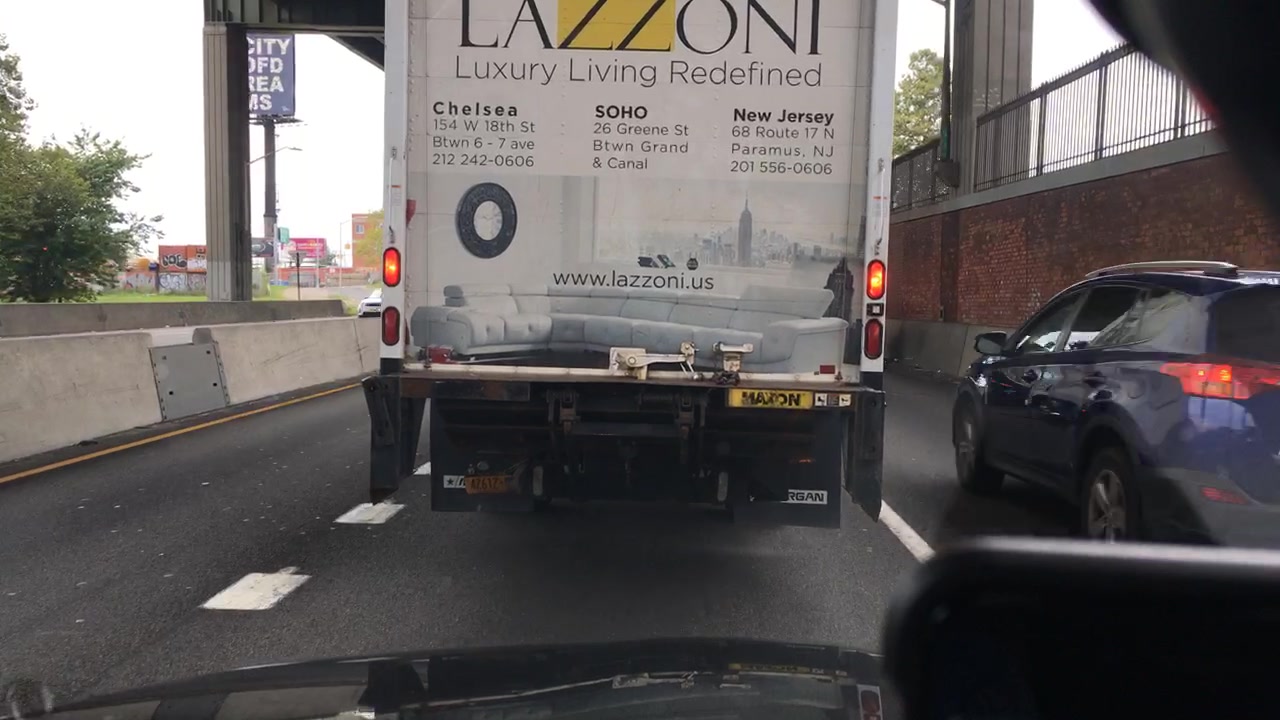 CITY
OFD
REA
MS
LAZZONI
Luxury Living Redefined
Chelsea
154 W 18th St
Btwn 6 - 7 ave
212 242-0606
SOHO
26 Greene St
Btwn Grand
& Canal
New Jersey
68 Route 17 N
Paramus, NJ
201 556-0606
www.lazzoni.us
MAXON
RGAN